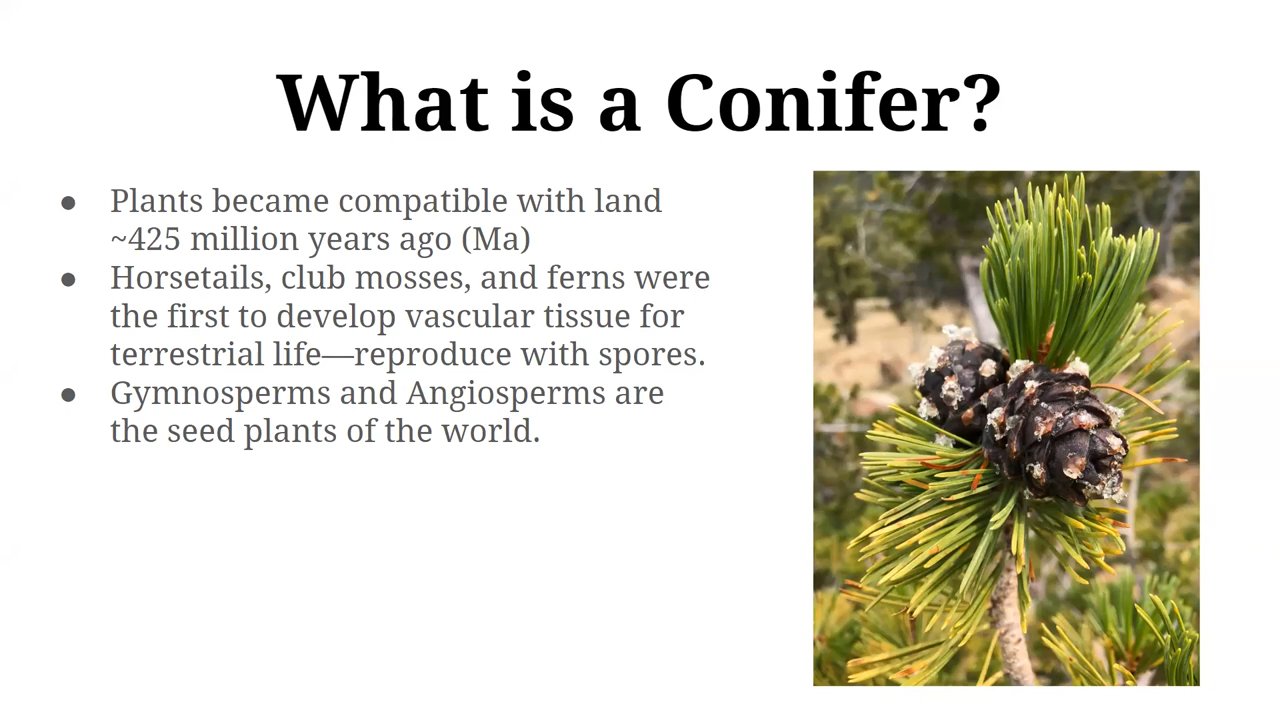 What is a Conifer?
● Plants became compatible with land
~425 million years ago (Ma)
● Horsetails, club mosses, and ferns were
the first to develop vascular tissue for
terrestrial life—reproduce with spores.
● Gymnosperms and Angiosperms are
the seed plants of the world.